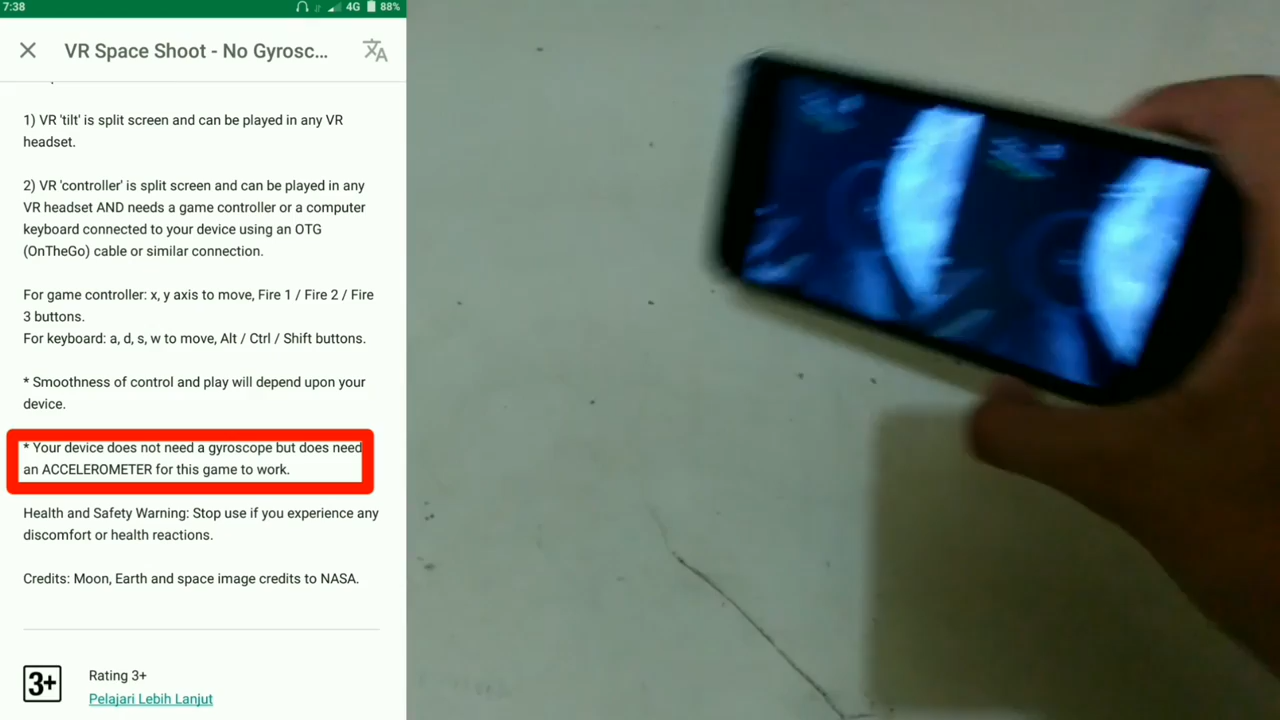 7:38
4G
88%
VR Space Shoot - No Gyrosc...
1) VR 'tilt' is split screen and can be played in any VR
headset.
2) VR 'controller' is split screen and can be played in any
VR headset AND needs a game controller or a computer
keyboard connected to your device using an OTG
(OnTheGo) cable or similar connection.
For game controller: x, y axis to move, Fire 1 / Fire 2 / Fire
3 buttons.
For keyboard: a, d, s, w to move, Alt / Ctrl / Shift buttons.
* Smoothness of control and play will depend upon your
device.
* Your device does not need a gyroscope but does need
an ACCELEROMETER for this game to work.
Health and Safety Warning: Stop use if you experience any
discomfort or health reactions.
Credits: Moon, Earth and space image credits to NASA.
3+
Rating 3+
Pelajari Lebih Lanjut